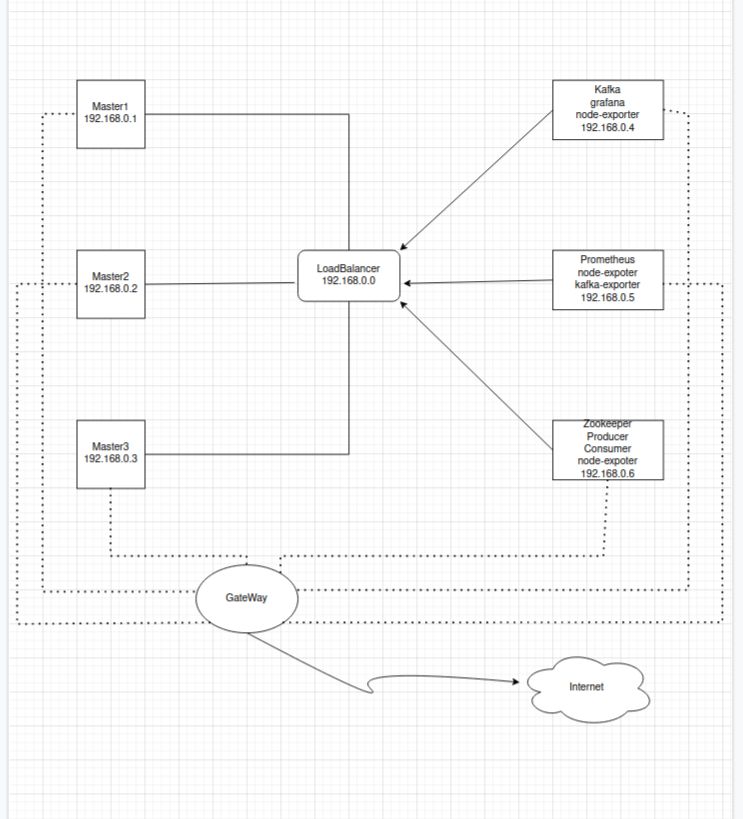 Master1
192.168.0.1
Kafka
grafana
node-exporter
192.168.0.4
Master2
192.168.0.2
LoadBalancer
192.168.0.0
Prometheus
node-expoter
kafka-exporter
192.168.0.5
Master3
192.168.0.3
Zookeeper
Producer
Consumer
node-expoter
192.168.0.6
GateWay
Internet